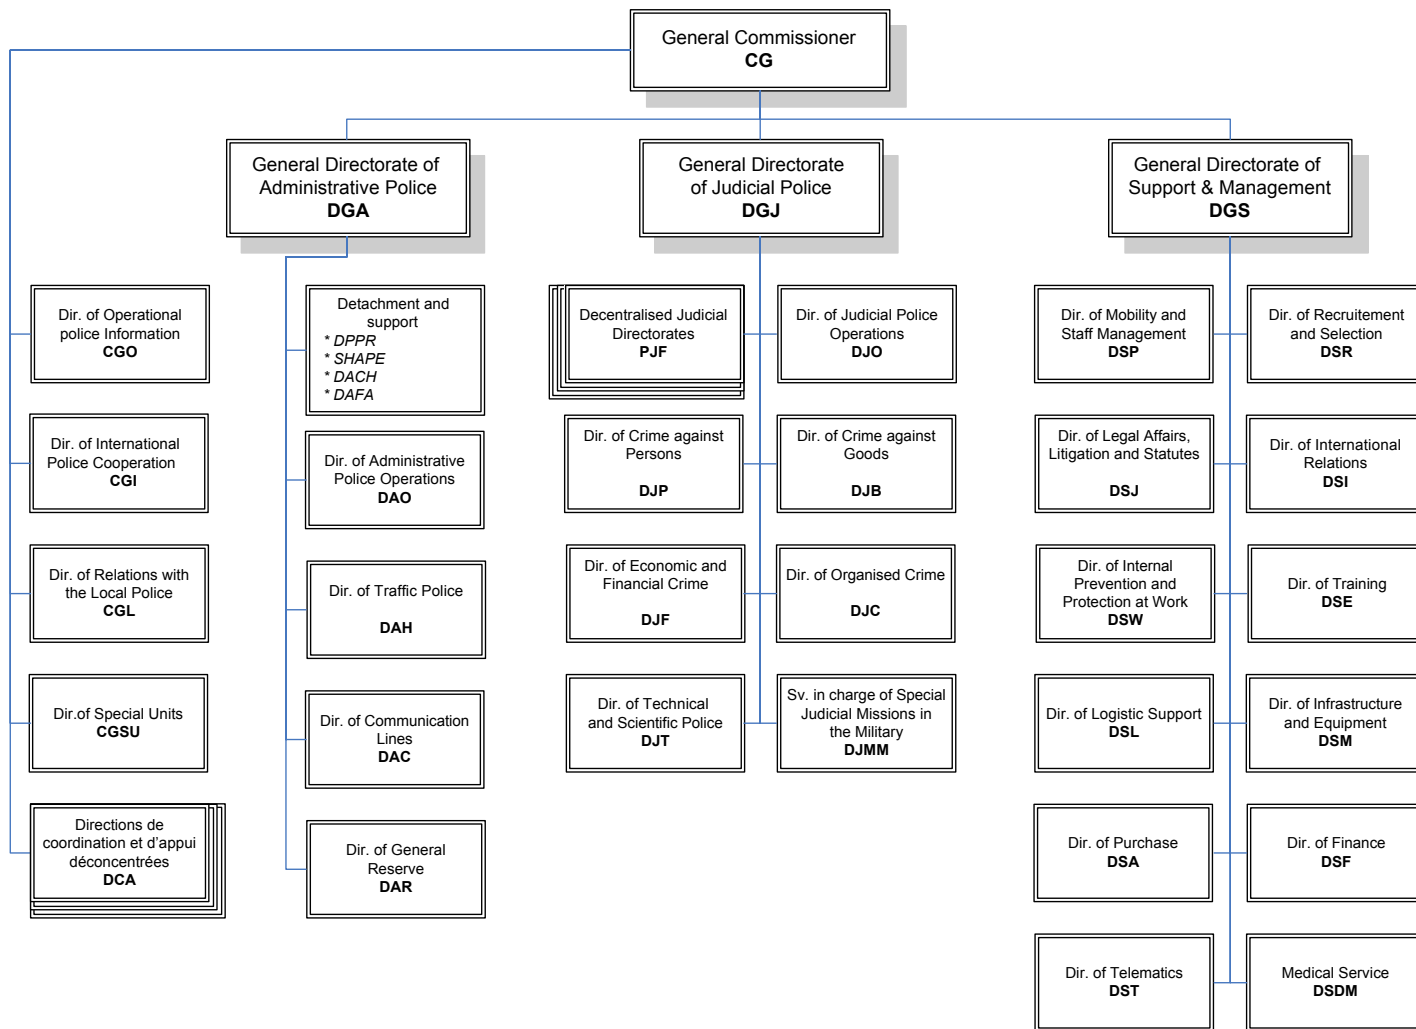 General Commissioner
CG
General Directorate of
Administrative Police
DGA
General Directorate
of Judicial Police
DGJ
General Directorate of
Support & Management
DGS
Dir. of Operational
police Information
CGO
Dir. of International
Police Cooperation
CGI
Dir. of Relations with
the Local Police
CGL
Dir.of Special Units
CGSU
Directions de
coordination et d'appui
déconcentrées
DCA
Detachment and
support
* DPPR
* SHAPE
* DACH
* DAFA
Dir. of Administrative
Police Operations
DAO
Dir. of Traffic Police
DAH
Dir. of Communication
Lines
DAC
Dir. of General
Reserve
DAR
Decentralised Judicial
Directorates
PJF
Dir. of Judicial Police
Operations
DJO
Dir. of Crime against
Persons
DJP
Dir. of Crime against
Goods
DJB
Dir. of Economic and
Financial Crime
DJF
Dir. of Organised Crime
DJC
Dir. of Technical
and Scientific Police
DJT
Sv. in charge of Special
Judicial Missions in
the Military
DJMM
Dir. of Mobility and
Staff Management
DSP
Dir. of Recruitement
and Selection
DSR
Dir. of Legal Affairs,
Litigation and Statutes
DSJ
Dir. of International
Relations
DSI
Dir. of Internal
Prevention and
Protection at Work
DSW
Dir. of Training
DSE
Dir. of Logistic Support
DSL
Dir. of Infrastructure
and Equipment
DSM
Dir. of Purchase
DSA
Dir. of Finance
DSF
Dir. of Telematics
DST
Medical Service
DSDM